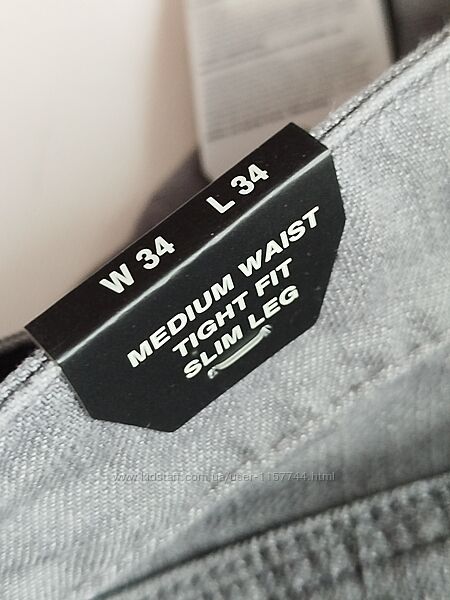 W 34 L 34
MEDIUM WAIST
TIGHT FIT
SLIM LEG
www.kidstaff.com.ua/user-1157744.html